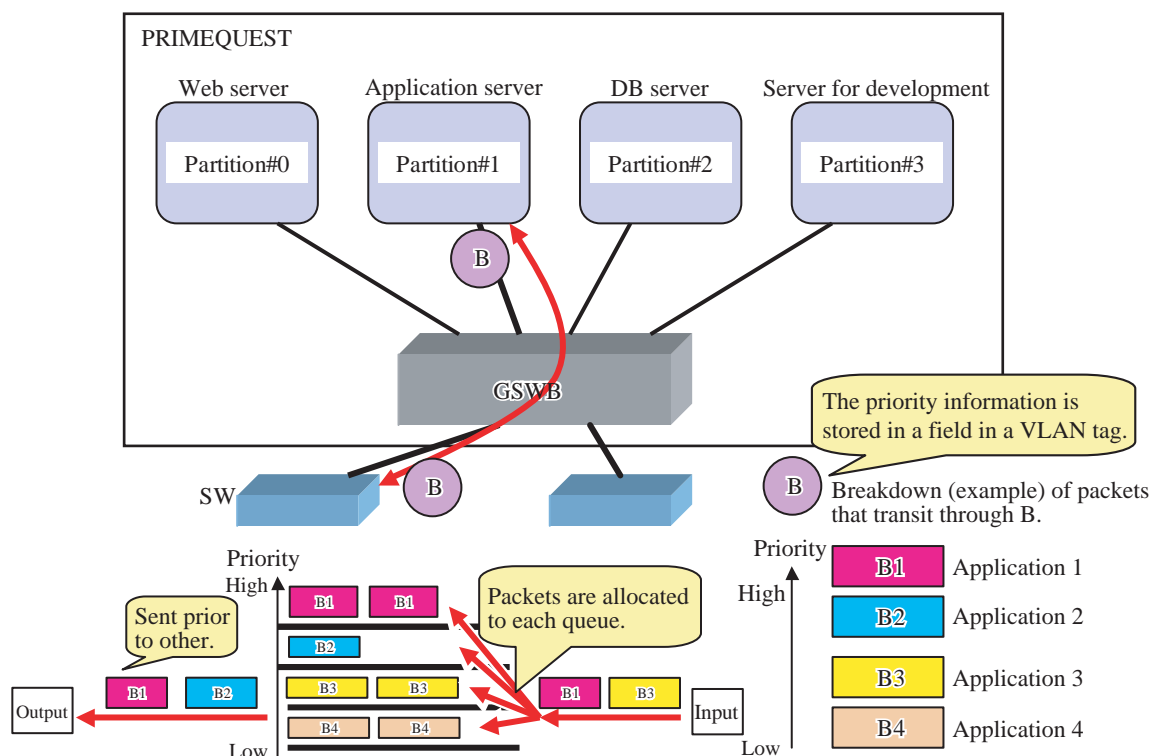 PRIMEQUEST
Web server
Application server
DB server
Server for development
Partition#0
Partition#1
Partition#2
Partition#3
B
GSWB
The priority information is
stored in a field in a VLAN tag.
SW
B
B
Breakdown (example) of packets
that transit through B.
Priority
High
B1
B1
B2
B3
B3
B4
B4
Low
Sent prior
to other.
Packets are allocated
to each queue.
Output
B1
B2
B1
B3
Input
Priority
High
Low
B1
Application 1
B2
Application 2
B3
Application 3
B4
Application 4